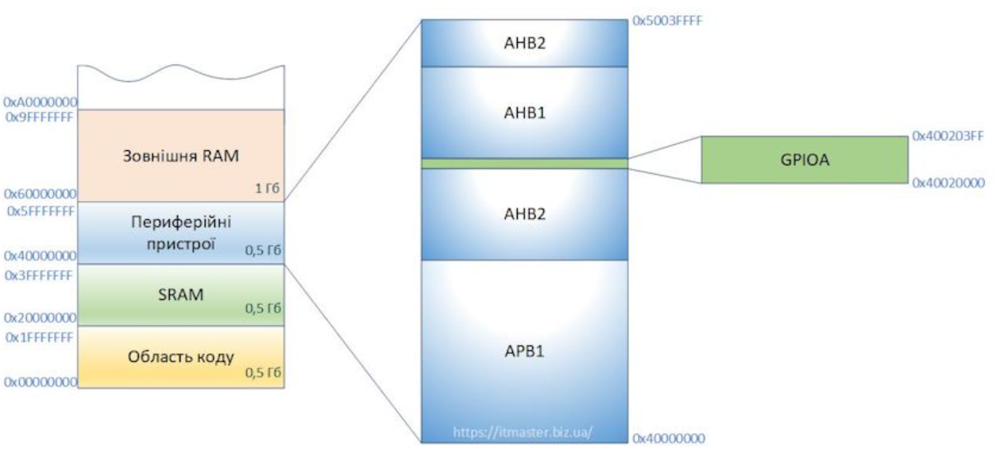 0xA0000000
0x9FFFFFFF
Зовнішня RAM
1 Гб
0x60000000
0x5FFFFFFF
Периферійні
пристрої
0,5 Гб
0x40000000
0x3FFFFFFF
SRAM
0,5 Гб
0x20000000
0x1FFFFFFF
Область коду
0,5 Гб
0x00000000
0x5003FFFF
AHB2
AHB1
AHB2
APB1
https://itmaster.biz.ua/
0x40000000
0x400203FF
GPIOA
0x40020000